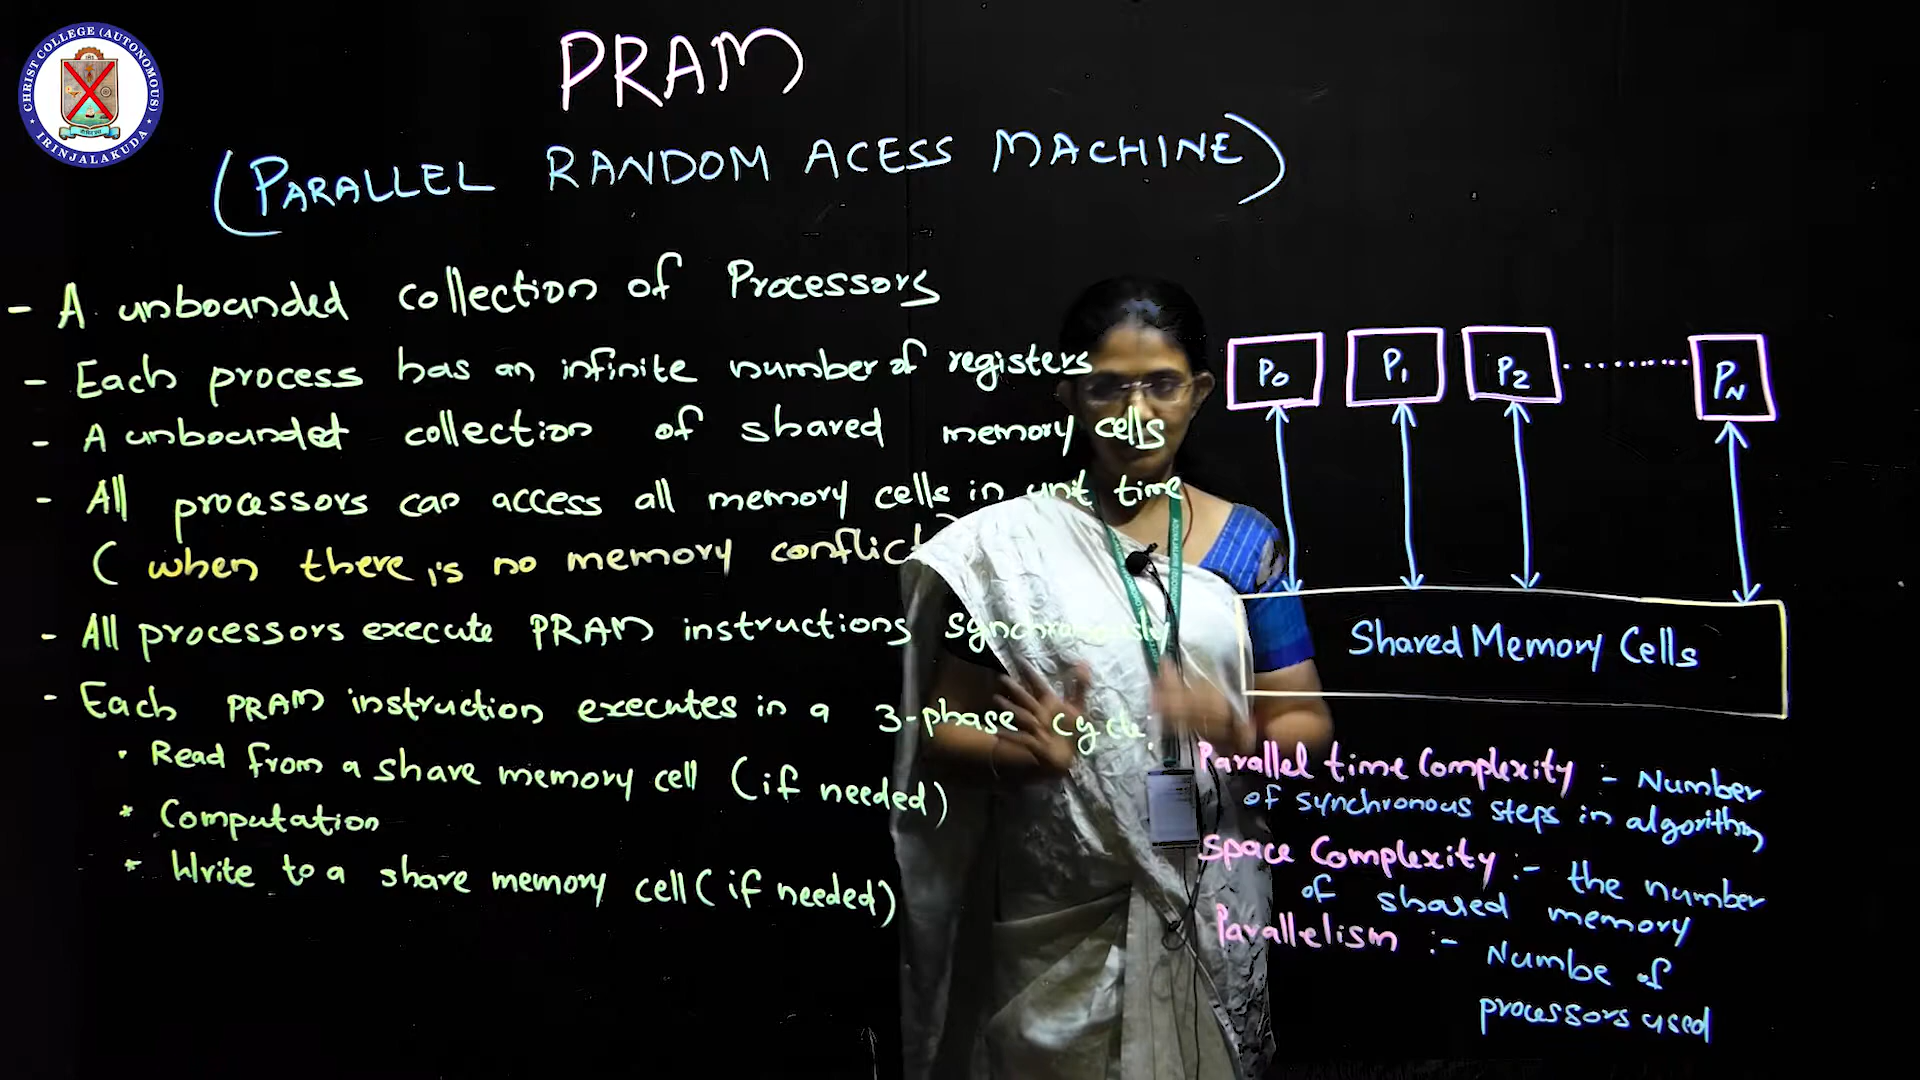 CHRIST COLLEGE (AUTONOMOUS)
IRINJALAKUDA
PRAM
(PARALLEL RANDOM ACESS MACHINE)
- A unbounded collection of Processors
- Each process has an infinite number of registers
- A unbounded collection of shared memory cells
- All processors can access all memory cells in unit time
( when there is no memory conflict)
- All processors execute PRAM instructions synchronously
- Each PRAM instruction executes in a 3-phase cycle:
• Read from a share memory cell (if needed)
* Computation
* Write to a share memory cell (if needed)
P0 P1 P2 ........ PN
Shared Memory Cells
Parallel time Complexity :- Number
of synchronous steps in algorithm
Space Complexity :- the number
of shared memory
Parallelism :- Numbe of
processors used